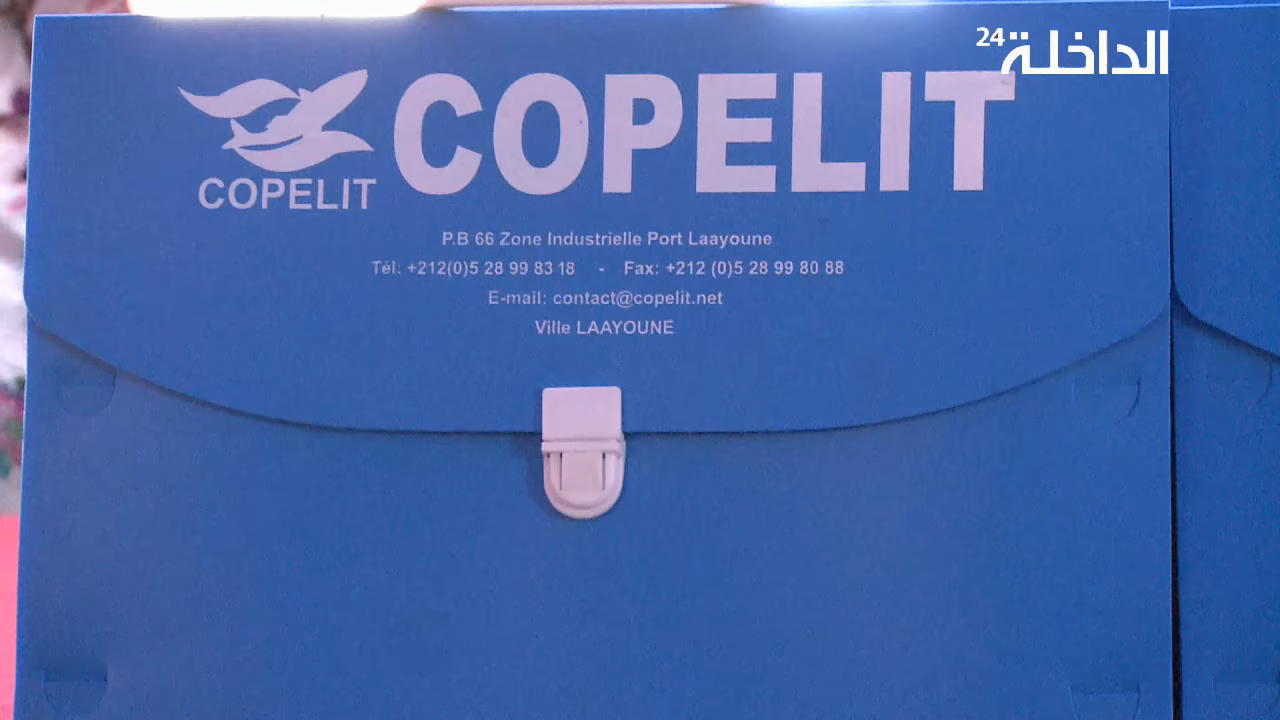 الداخلة 24
COPELIT
COPELIT
P.B 66 Zone Industrielle Port Laayoune
Tél: +212(0)5 28 99 83 18 - Fax: +212 (0)5 28 99 80 88
E-mail: contact@copelit.net
Ville LAAYOUNE